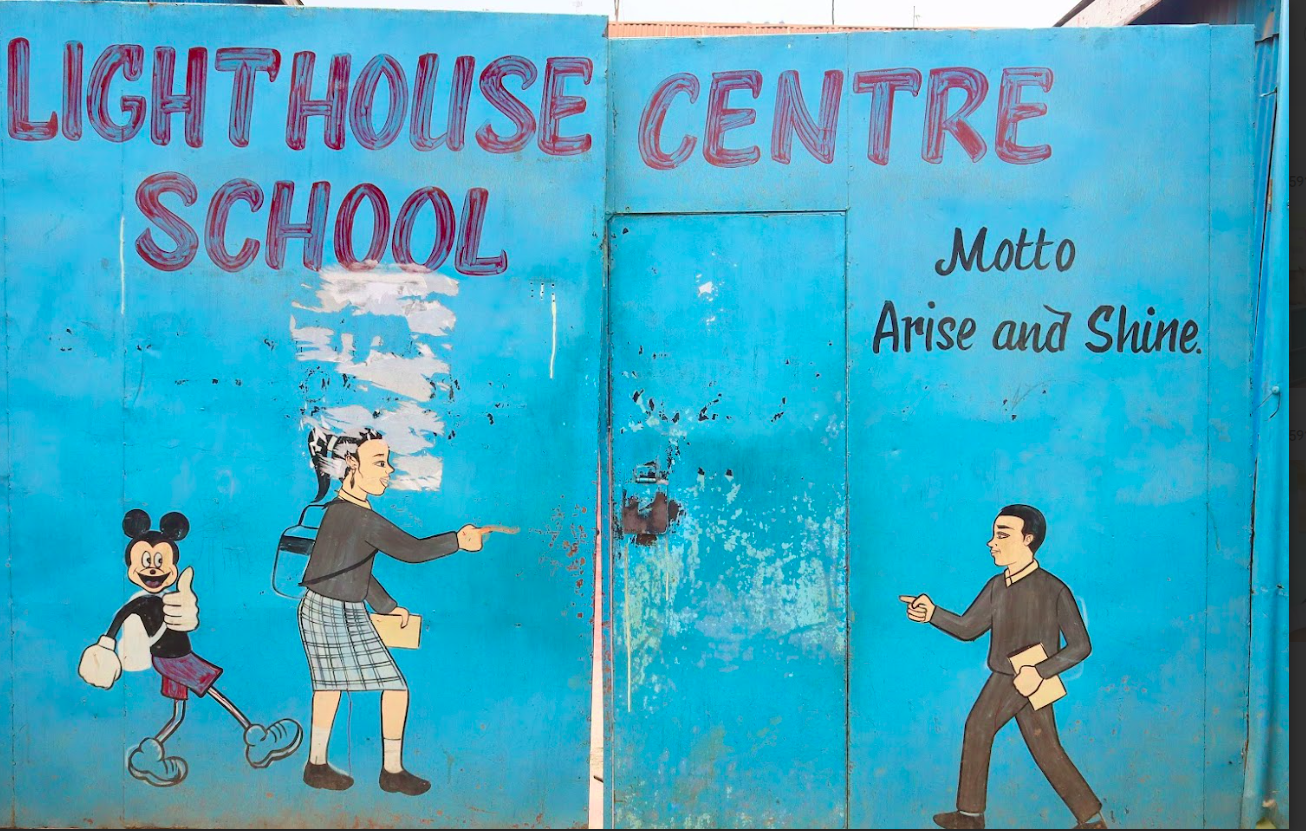 LIGHTHOUSE CENTRE
SCHOOL
Motto
Arise and Shine.